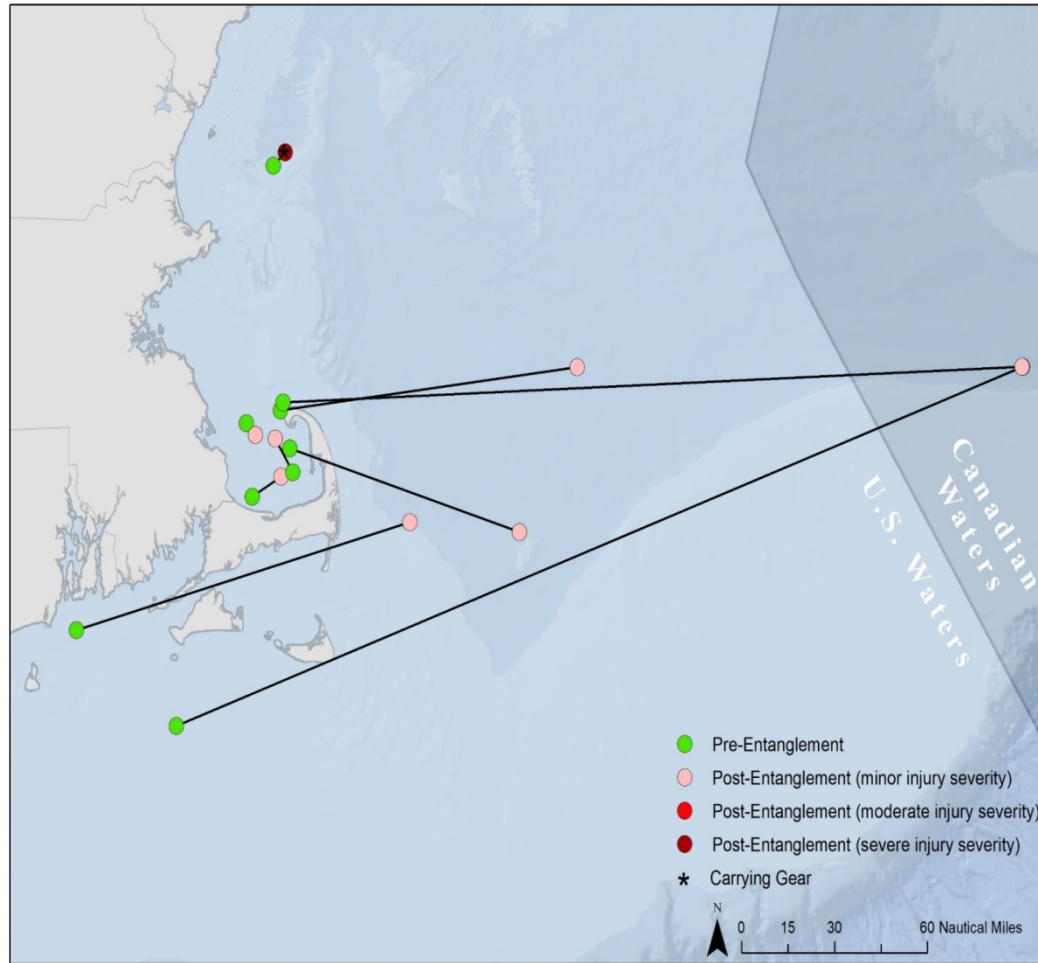 Canadian
Waters
U.S. Waters
Pre-Entanglement
Post-Entanglement (minor injury severity)
Post-Entanglement (moderate injury severity)
Post-Entanglement (severe injury severity)
* Carrying Gear
N
0 15 30 60 Nautical Miles